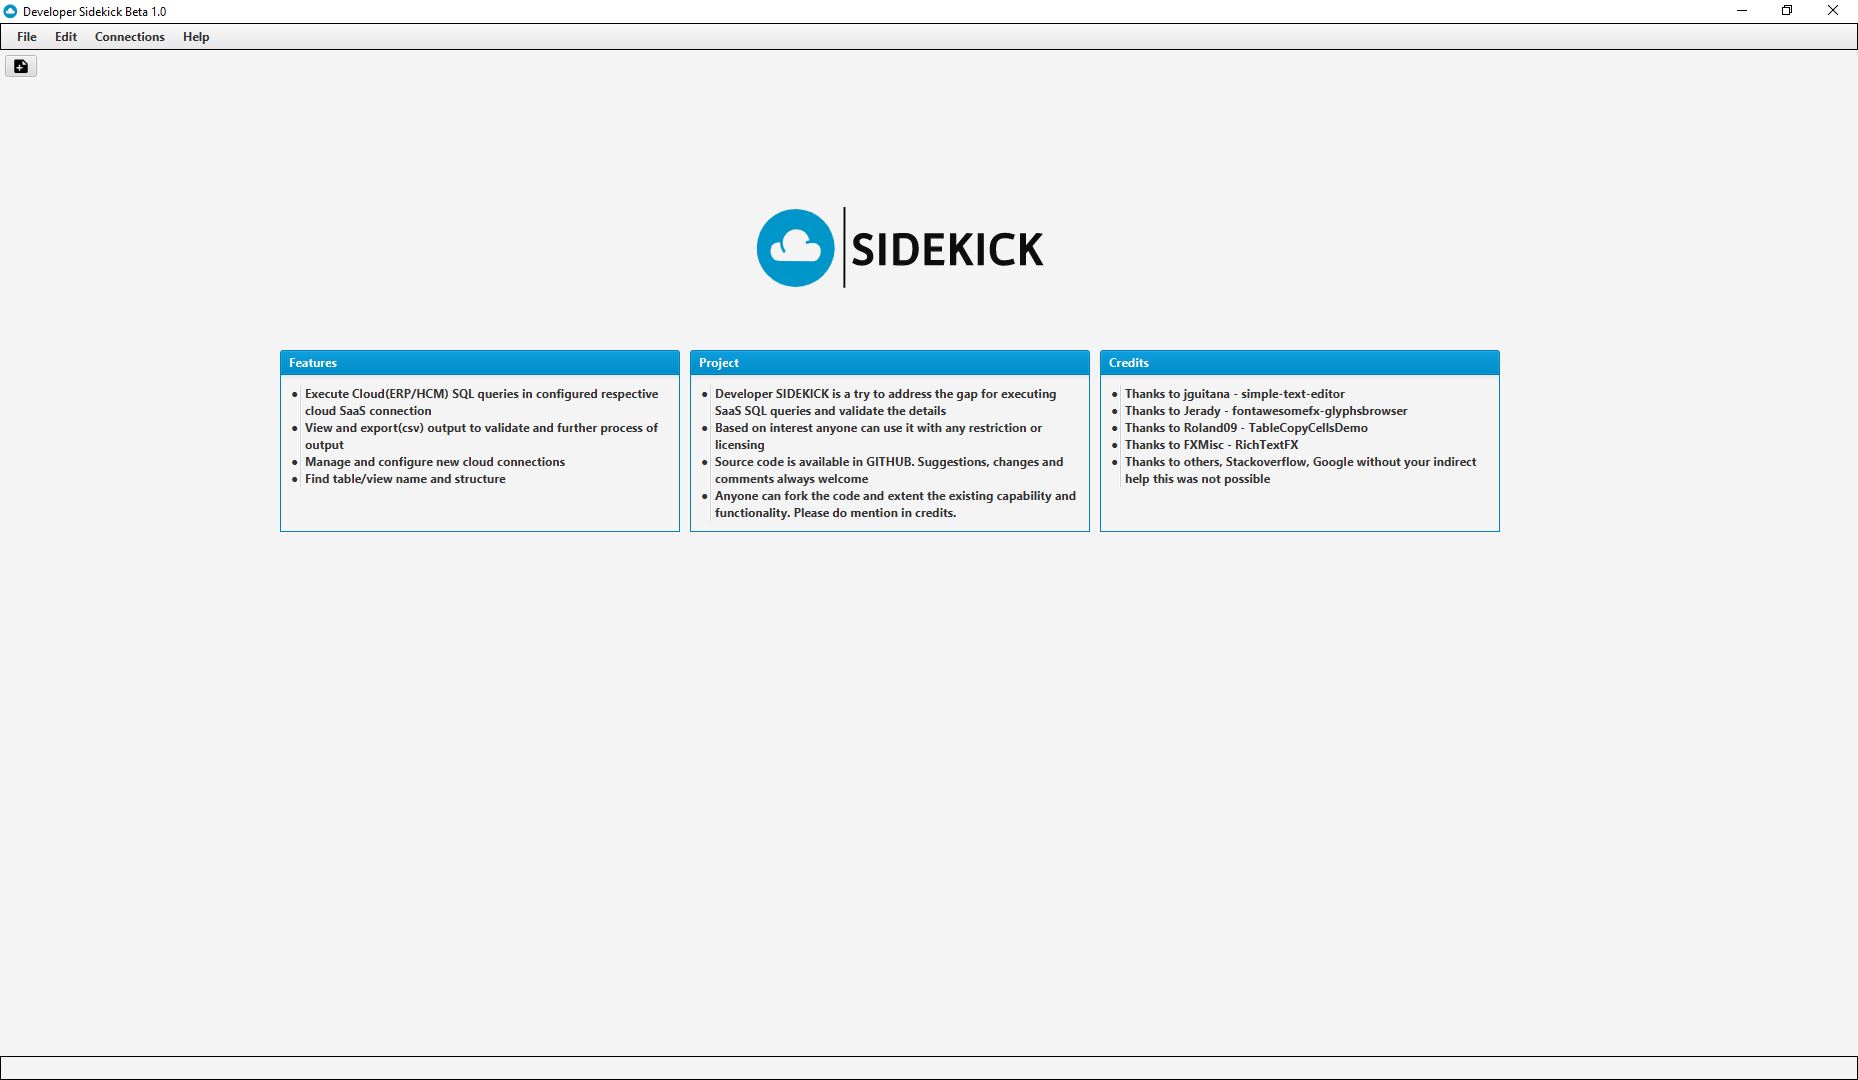 Developer Sidekick Beta 1.0
File Edit Connections Help
SIDEKICK
Features
• Execute Cloud(ERP/HCM) SQL queries in configured respective
cloud SaaS connection
• View and export(csv) output to validate and further process of
output
• Manage and configure new cloud connections
• Find table/view name and structure
Project
• Developer SIDEKICK is a try to address the gap for executing
SaaS SQL queries and validate the details
• Based on interest anyone can use it with any restriction or
licensing
• Source code is available in GITHUB. Suggestions, changes and
comments always welcome
• Anyone can fork the code and extent the existing capability and
functionality. Please do mention in credits.
Credits
• Thanks to jguitana - simple-text-editor
• Thanks to Jerady - fontawesomefx-glyphsbrowser
• Thanks to Roland09 - TableCopyCellsDemo
• Thanks to FXMisc - RichTextFX
• Thanks to others, Stackoverflow, Google without your indirect
help this was not possible